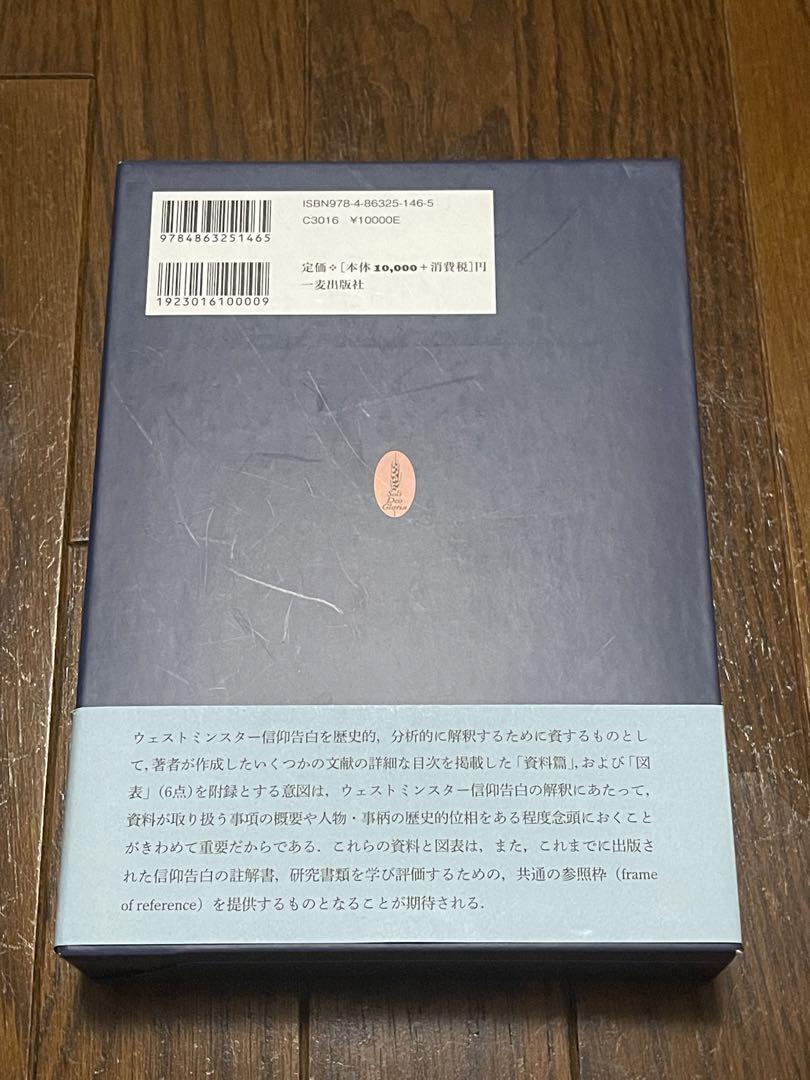 ISBN978-4-86325-146-5
C3016 ¥10000E
9784863251465
定価❖[本体10,000+消費税]円
一麦出版社
1923016100009
Soli
Deo
Gloria
ウェストミンスター信仰告白を歴史的，分析的に解釈するために資するものとし
て，著者が作成したいくつかの文献の詳細な目次を掲載した「資料篇」，および「図
表」（6点）を附録とする意図は，ウェストミンスター信仰告白の解釈にあたって，
資料が取り扱う事項の概要や人物・事柄の歴史的位相をある程度念頭におくこと
がきわめて重要だからである．これらの資料と図表は，また，これまでに出版さ
れた信仰告白の註解書，研究書類を学び評価するための，共通の参照枠（frame
of reference）を提供するものとなることが期待される．